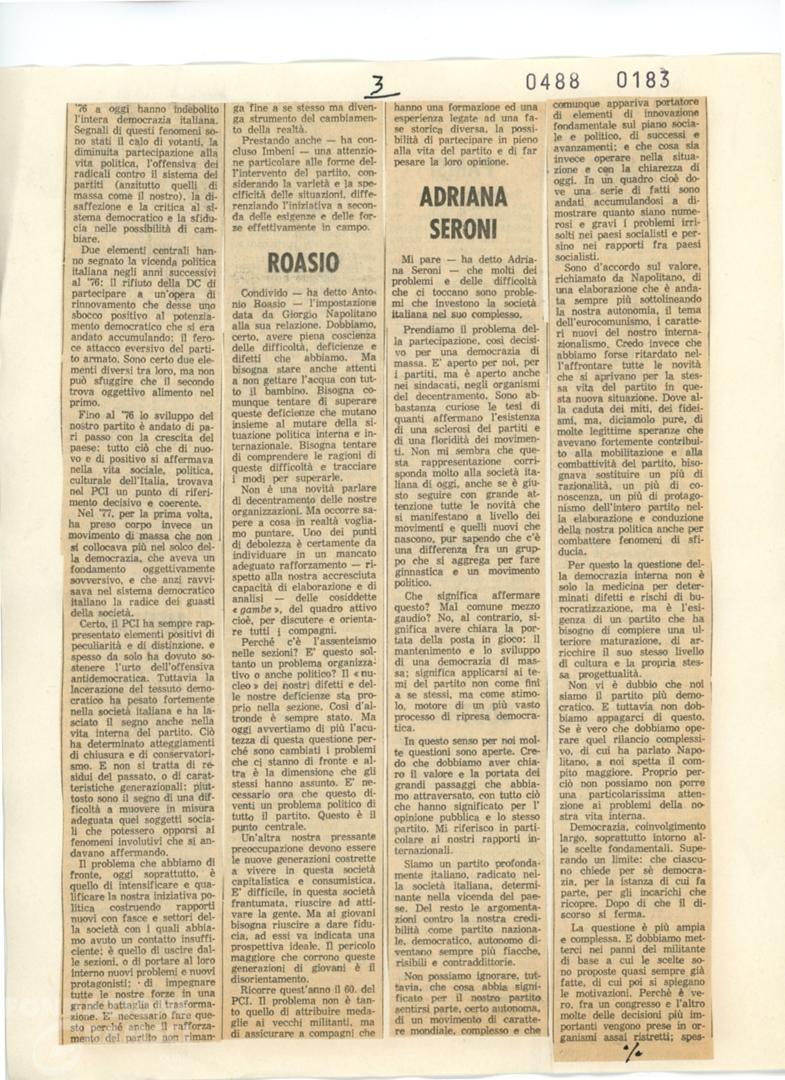 3
0488 0183
'76 a oggi hanno indebolito
l'intera democrazia italiana.
Segnali di questi fenomeni so-
no stati il calo di votanti, la
diminuita partecipazione alla
vita politica, l'offensiva dei
radicali contro il sistema dei
partiti (anzitutto quelli di
massa come il nostro), la di-
saffezione e la critica al si-
stema democratico e la sfidu-
cia nelle possibilità di cam-
biare.
Due elementi centrali han-
no segnato la vicenda politica
italiana negli anni successivi
al '76: il rifiuto della DC di
partecipare a un'opera di
rinnovamento che desse uno
sbocco positivo al potenzia-
mento democratico che si era
andato accumulando: il fero-
ce attacco eversivo del parti-
to armato. Sono certo due ele-
menti diversi tra loro, ma non
può sfuggire che il secondo
trova oggettivo alimento nel
primo.
Fino al '76 lo sviluppo del
nostro partito è andato di pa-
ri passo con la crescita del
paese: tutto ciò che di nuo-
vo e di positivo si affermava
nella vita sociale, politica,
culturale dell'Italia, trovava
nel PCI un punto di riferi-
mento decisivo e coerente.
Nel '77, per la prima volta,
ha preso corpo invece un
movimento di massa che non
si collocava più nel solco del-
la democrazia, che aveva un
fondamento oggettivamente
sovversivo, e che anzi ravvi-
sava nel sistema democratico
italiano la radice dei guasti
della società.
Certo, il PCI ha sempre rap-
presentato elementi positivi di
peculiarità e di distinzione, e
spesso da solo ha dovuto so-
stenere l'urto dell'offensiva
antidemocratica. Tuttavia la
lacerazione del tessuto demo-
cratico ha pesato fortemente
nella società italiana e ha la-
sciato il segno anche nella
vita interna del partito. Ciò
ha determinato atteggiamenti
di chiusura e di conservatori-
smo. E non si tratta di re-
sidui del passato, o di carat-
teristiche generazionali: piut-
tosto sono il segno di una dif-
ficoltà a muovere in misura
adeguata quei soggetti socia-
li che potessero opporsi ai
fenomeni involutivi che si an-
davano affermando.
Il problema che abbiamo di
fronte, oggi soprattutto, è
quello di intensificare e qua-
lificare la nostra iniziativa po-
litica costruendo rapporti
nuovi con fasce e settori del-
la società con i quali abbia-
mo avuto un contatto insuffi-
ciente; è quello di uscire dal-
le sezioni, o di portare al loro
interno nuovi problemi e nuovi
protagonisti; di impegnare
tutte le nostre forze in una
grande battaglia di trasforma-
zione. E' necessario fare que-
sto perché anche il rafforza-
mento del partito non riman-
ga fine a se stesso ma diven-
ga strumento del cambiamen-
to della realtà.
Prestando anche — ha con-
cluso Imbeni — una attenzio-
ne particolare alle forme del-
l'intervento del partito, con-
siderando la varietà e la spe-
cificità delle situazioni, diffe-
renziando l'iniziativa a secon-
da delle esigenze e delle for-
ze effettivamente in campo.
ROASIO
Condivido — ha detto Anto-
nio Roasio — l'impostazione
data da Giorgio Napolitano
alla sua relazione. Dobbiamo,
certo, avere piena coscienza
delle difficoltà, deficienze e
difetti che abbiamo. Ma
bisogna stare anche attenti
a non gettare l'acqua con tut-
to il bambino. Bisogna co-
munque tentare di superare
queste deficienze che mutano
insieme al mutare della si-
tuazione politica interna e in-
ternazionale. Bisogna tentare
di comprendere le ragioni di
queste difficoltà e tracciare
i modi per superarle.
Non è una novità parlare
di decentramento delle nostre
organizzazioni. Ma occorre sa-
pere a cosa in realtà voglia-
mo puntare. Uno dei punti
di debolezza è certamente da
individuare in un mancato
adeguato rafforzamento — ri-
spetto alla nostra accresciuta
capacità di elaborazione e di
analisi — delle cosiddette
«gambe», del quadro attivo
cioè, per discutere e orienta-
re tutti i compagni.
Perché c'è l'assenteismo
nelle sezioni? E' questo sol-
tanto un problema organizza-
tivo o anche politico? Il «nu-
cleo» dei nostri difetti e del-
le nostre deficienze sta pro-
prio nella sezione. Così d'al-
tronde è sempre stato. Ma
oggi avvertiamo di più l'acu-
tezza di questa questione per-
ché sono cambiati i problemi
che ci stanno di fronte e al-
tra è la dimensione che gli
stessi hanno assunto. E' ne-
cessario ora che questo di-
venti un problema politico di
tutto il partito. Questo è il
punto centrale.
Un'altra nostra pressante
preoccupazione devono essere
le nuove generazioni costrette
a vivere in questa società
capitalistica e consumistica.
E' difficile, in questa società
frantumata, riuscire ad atti-
vare la gente. Ma ai giovani
bisogna riuscire a dare fidu-
cia, ad essi va indicata una
prospettiva ideale. Il pericolo
maggiore che corrono queste
generazioni di giovani è il
disorientamento.
Ricorre quest'anno il 60. del
PCI. Il problema non è tan-
to quello di attribuire meda-
glie ai vecchi militanti, ma
di assicurare a compagni che
hanno una formazione ed una
esperienza legate ad una fa-
se storica diversa, la possi-
bilità di partecipare in pieno
alla vita del partito e di far
pesare la loro opinione.
ADRIANA
SERONI
Mi pare — ha detto Adria-
na Seroni — che molti dei
problemi e delle difficoltà
che ci toccano sono proble-
mi che investono la società
italiana nel suo complesso.
Prendiamo il problema del-
la partecipazione, così deci-
sivo per una democrazia di
massa. E' aperto per noi, per
i partiti, ma è aperto anche
nei sindacati, negli organismi
del decentramento. Sono ab-
bastanza curiose le tesi di
quanti affermano l'esistenza
di una sclerosi dei partiti e
di una floridità dei movimen-
ti. Non mi sembra che que-
sta rappresentazione corri-
sponda molto alla società ita-
liana di oggi, anche se è giu-
sto seguire con grande at-
tenzione tutte le novità che
si manifestano a livello dei
movimenti e quelli nuovi che
nascono, pur sapendo che c'è
una differenza fra un grup-
po che si aggrega per fare
ginnastica e un movimento
politico.
Che significa affermare
questo? Mal comune mezzo
gaudio? No, al contrario, si-
gnifica avere chiara la por-
tata della posta in gioco: il
mantenimento e lo sviluppo
di una democrazia di mas-
sa; significa applicarsi ai te-
mi del partito non come fini
a se stessi, ma come stimo-
lo, motore di un più vasto
processo di ripresa democra-
tica.
In questo senso per noi mol-
te questioni sono aperte. Cre-
do che dobbiamo aver chia-
ro il valore e la portata dei
grandi passaggi che abbia-
mo attraversato, con tutto ciò
che hanno significato per l'
opinione pubblica e lo stesso
partito. Mi riferisco in parti-
colare ai nostri rapporti in-
ternazionali.
Siamo un partito profonda-
mente italiano, radicato nel-
la società italiana, determi-
nante nella vicenda del pae-
se. Del resto le argomenta-
zioni contro la nostra credi-
bilità come partito naziona-
le, democratico, autonomo di-
ventano sempre più fiacche,
risibili e contraddittorie.
Non possiamo ignorare, tut-
tavia, che cosa abbia signi-
ficato per il nostro partito
sentirsi parte, certo autonoma,
di un movimento di caratte-
re mondiale, complesso e che
comunque appariva portatore
di elementi di innovazione
fondamentale sul piano socia-
le e politico, di successi e
avanzamenti; e che cosa sia
invece operare nella situa-
zione e con la chiarezza di
oggi. In un quadro cioè do-
ve una serie di fatti sono
andati accumulandosi a di-
mostrare quanto siano nume-
rosi e gravi i problemi irri-
solti nei paesi socialisti e per-
sino nei rapporti fra paesi
socialisti.
Sono d'accordo sul valore,
richiamato da Napolitano, di
una elaborazione che è anda-
ta sempre più sottolineando
la nostra autonomia, il tema
dell'eurocomunismo, i caratte-
ri nuovi del nostro interna-
zionalismo. Credo invece che
abbiamo forse ritardato nel-
l'affrontare tutte le novità
che si aprivano per la stes-
sa vita del partito in que-
sta nuova situazione. Dove al-
la caduta dei miti, dei fidei-
smi, ma, diciamolo pure, di
molte legittime speranze che
avevano fortemente contribui-
to alla mobilitazione e alla
combattività del partito, biso-
gnava sostituire un più di
razionalità, un più di co-
noscenza, un più di protago-
nismo dell'intero partito nel-
la elaborazione e conduzione
della nostra politica anche per
combattere fenomeni di sfi-
ducia.
Per questo la questione del-
la democrazia interna non è
solo la medicina per deter-
minati difetti e rischi di bu-
rocratizzazione, ma è l'esi-
genza di un partito che ha
bisogno di compiere una ul-
teriore maturazione, di ar-
ricchire il suo stesso livello
di cultura e la propria stes-
sa progettualità.
Non vi è dubbio che noi
siamo il partito più demo-
cratico. E tuttavia non dob-
biamo appagarci di questo.
Se è vero che dobbiamo ope-
rare quel rilancio complessi-
vo, di cui ha parlato Napo-
litano, a noi spetta il com-
pito maggiore. Proprio per-
ciò non possiamo non porre
una particolarissima atten-
zione ai problemi della no-
stra vita interna.
Democrazia, coinvolgimento
largo, soprattutto intorno al-
le scelte fondamentali. Supe-
rando un limite: che ciascu-
no chiede per sè democra-
zia, per la istanza di cui fa
parte, per gli incarichi che
ricopre. Dopo di che il di-
scorso si ferma.
La questione è più ampia
e complessa. E dobbiamo met-
terci nei panni del militante
di base a cui le scelte so-
no proposte quasi sempre già
fatte, di cui poi si spiegano
le motivazioni. Perchè è ve-
ro, fra un congresso e l'altro
molte delle decisioni più im-
portanti vengono prese in or-
ganismi assai ristretti; spes-
%